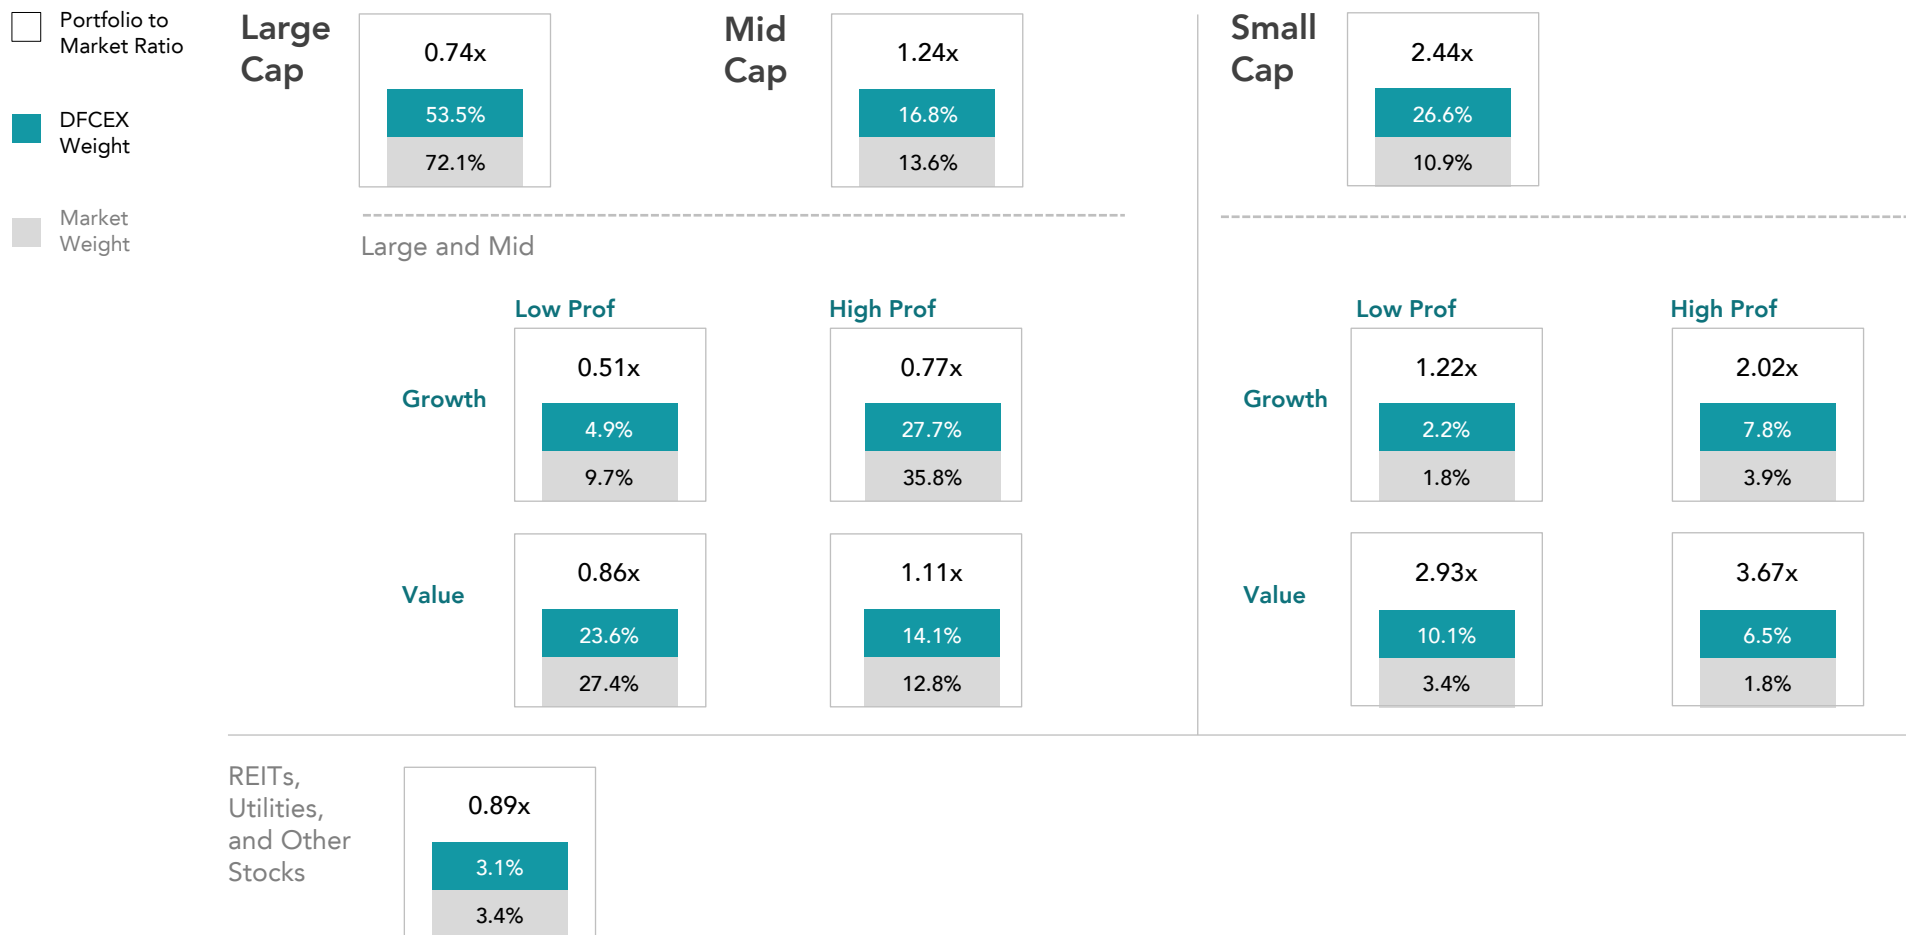 Portfolio to
Market Ratio
DFCEX
Weight
Market
Weight
Large
Cap
0.74x
53.5%
72.1%
Mid
Cap
1.24x
16.8%
13.6%
Small
Cap
2.44x
26.6%
10.9%
Large and Mid
Low Prof
High Prof
Growth
0.51x
4.9%
9.7%
0.77x
27.7%
35.8%
Value
0.86x
23.6%
27.4%
1.11x
14.1%
12.8%
Low Prof
High Prof
Growth
1.22x
2.2%
1.8%
2.02x
7.8%
3.9%
Value
2.93x
10.1%
3.4%
3.67x
6.5%
1.8%
REITs,
Utilities,
and Other
Stocks
0.89x
3.1%
3.4%